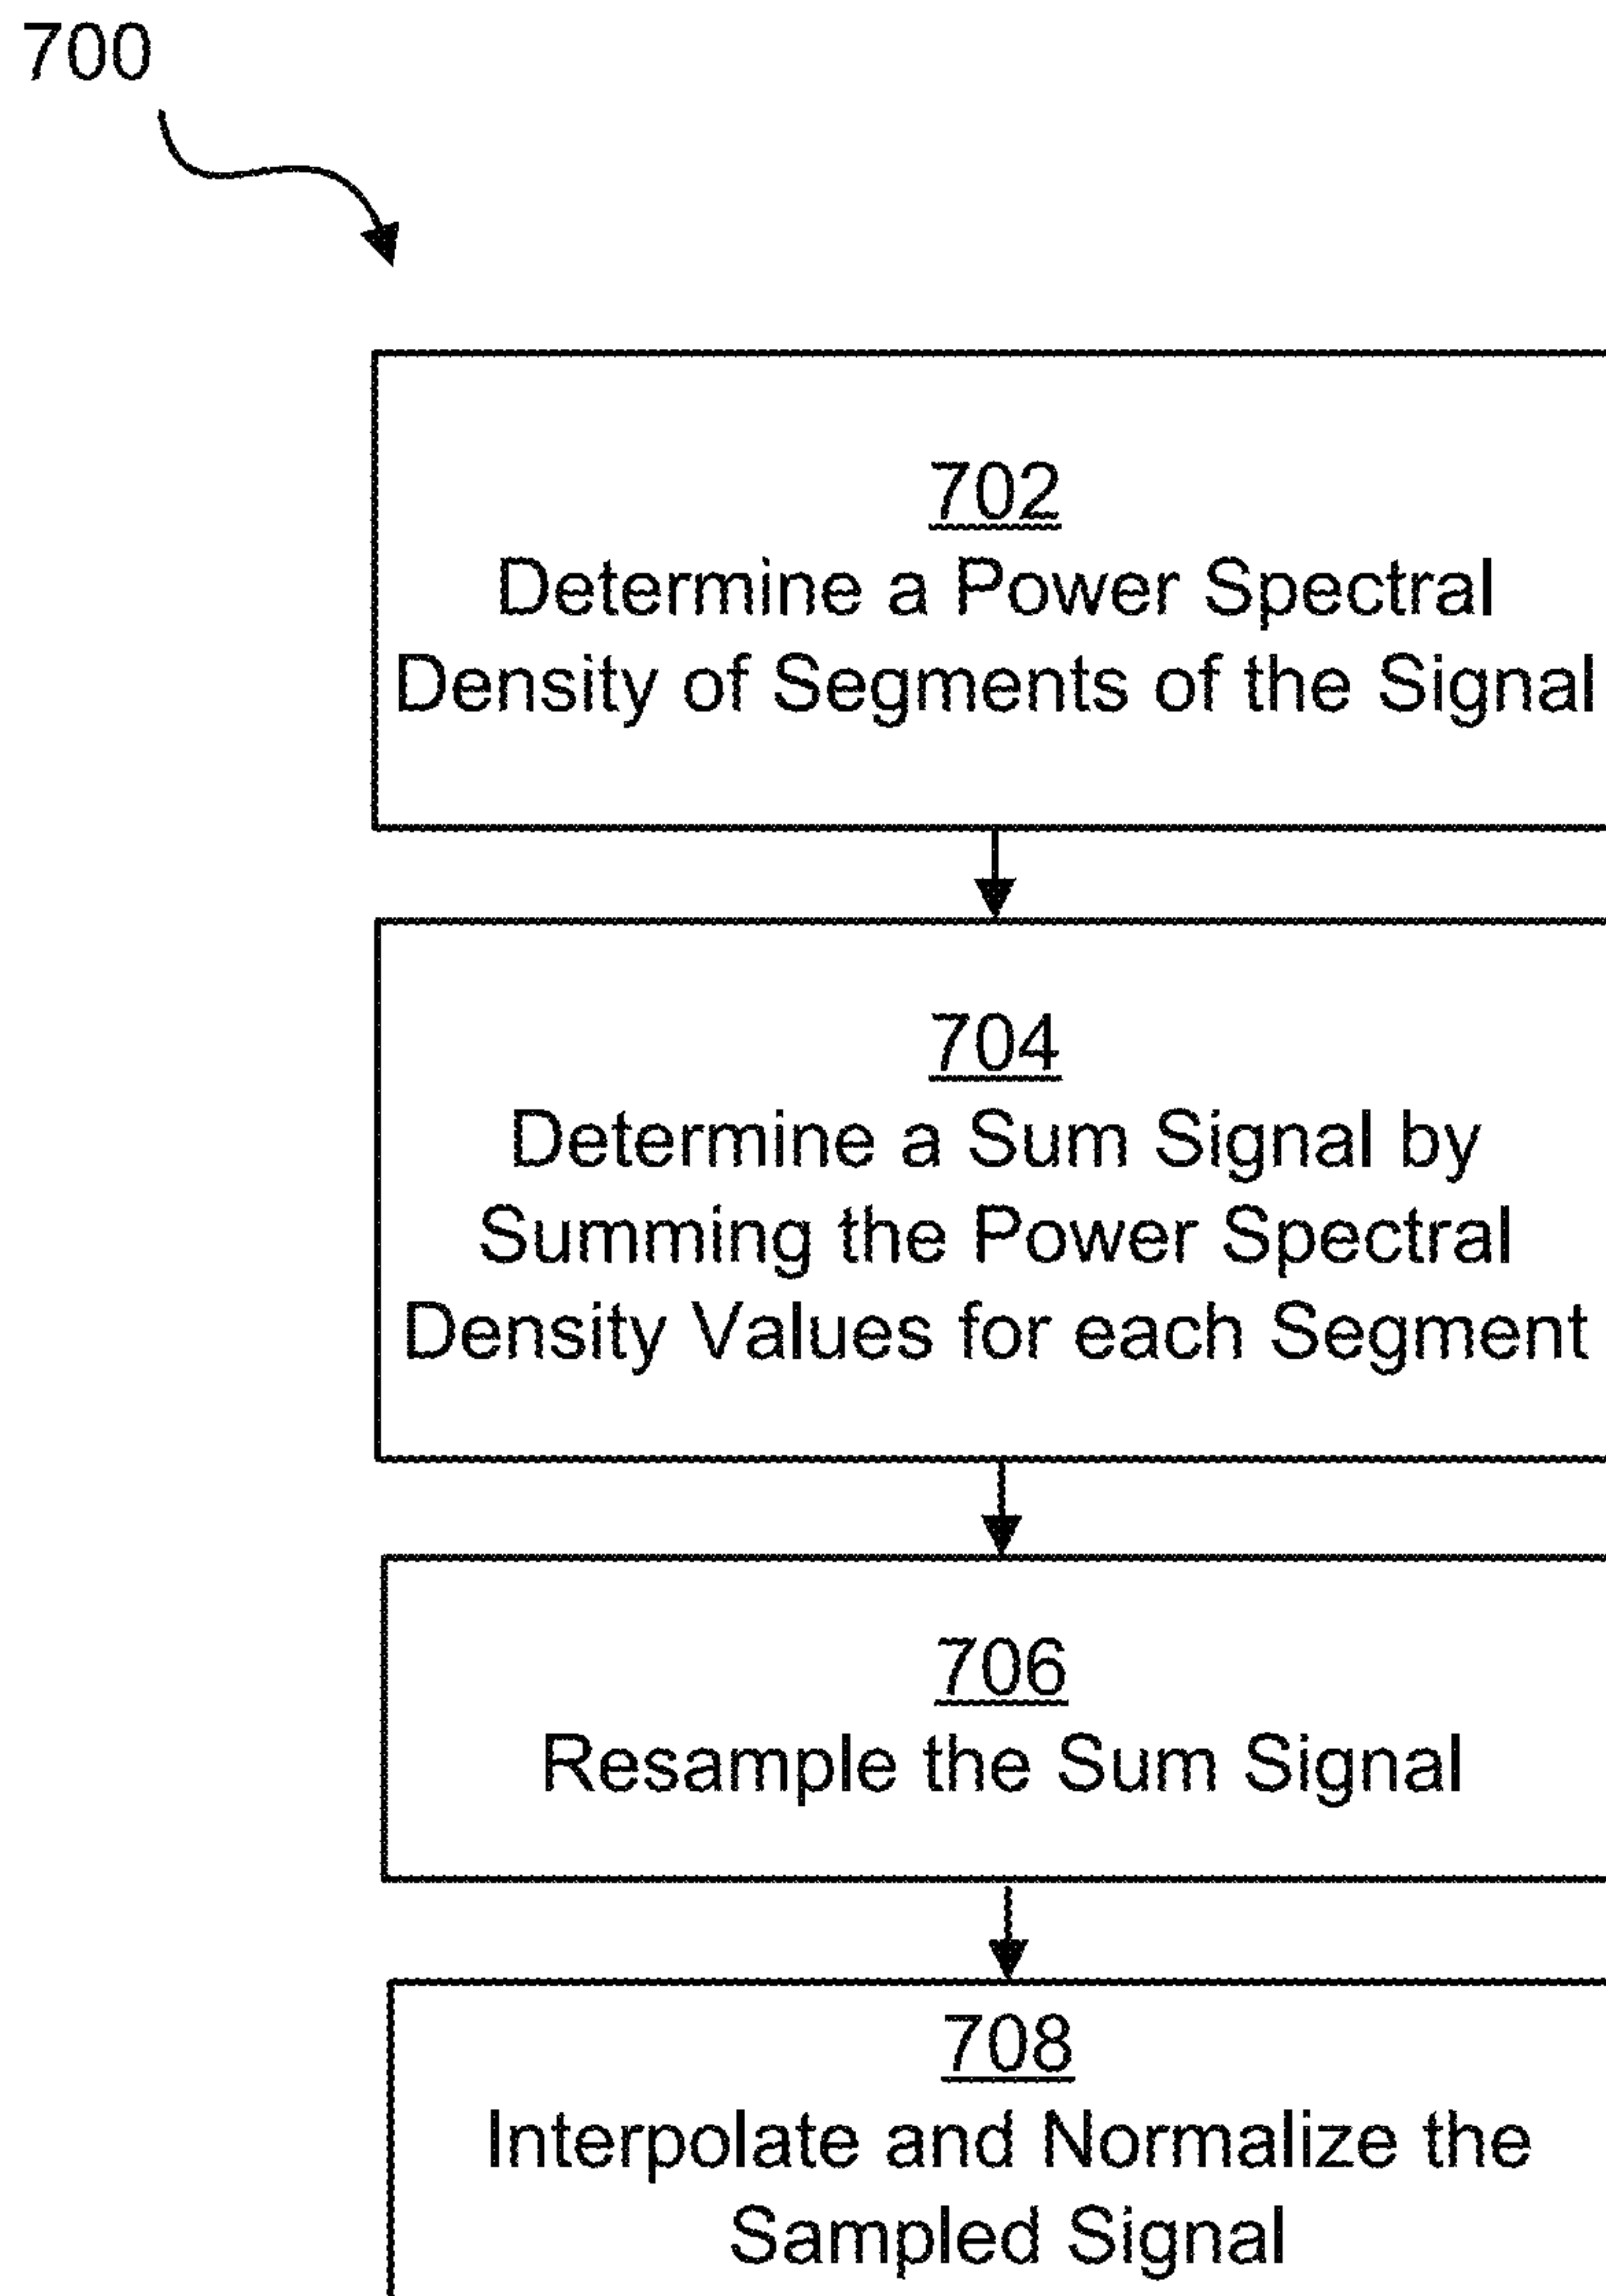 700
702
Determine a Power Spectral
Density of Segments of the Signal
704
Determine a Sum Signal by
Summing the Power Spectral
Density Values for each Segment
706
Resample the Sum Signal
708
Interpolate and Normalize the
Sampled Signal